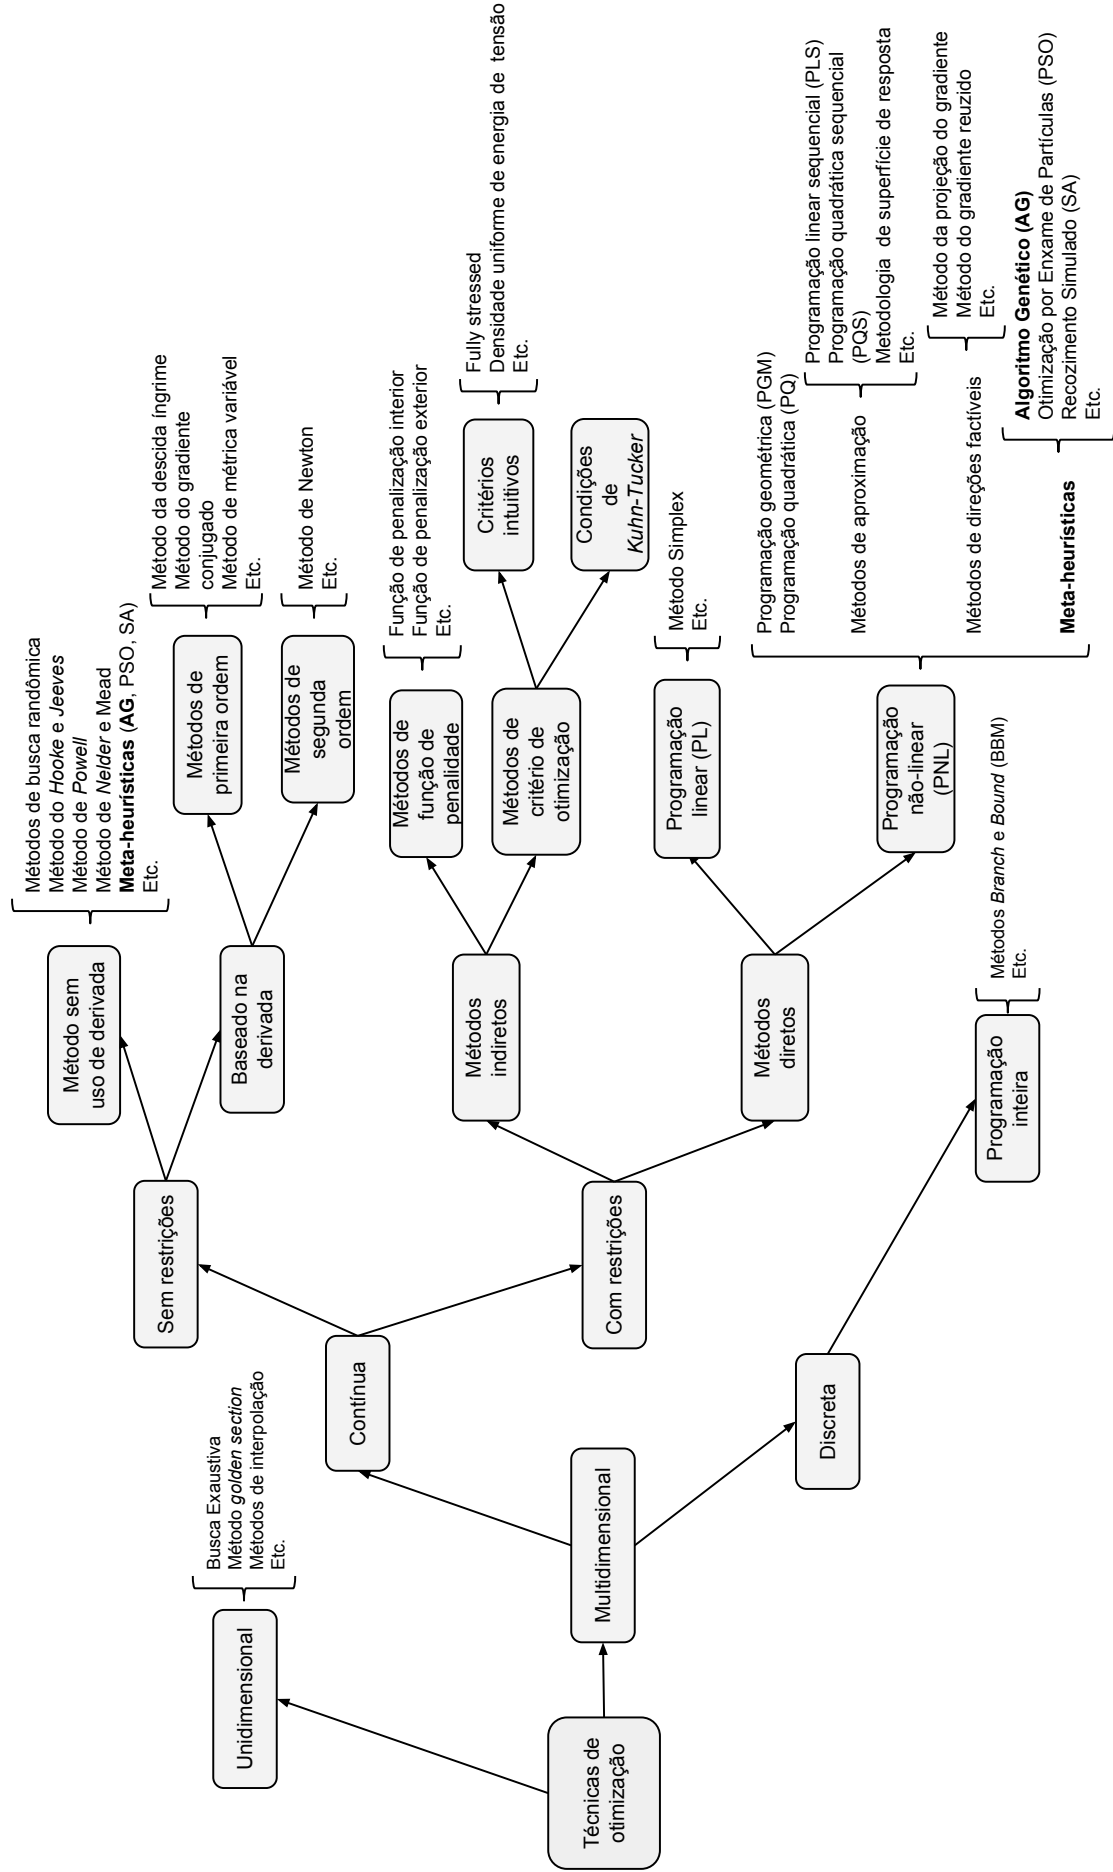 Técnicas de
otimização
Unidimensional
Busca Exaustiva
Método golden section
Métodos de interpolação
Etc.
Multidimensional
Contínua
Sem restrições
Método sem
uso de derivada
Métodos de busca randômica
Método do Hooke e Jeeves
Método de Powell
Método de Nelder e Mead
Meta-heurísticas (AG, PSO, SA)
Etc.
Baseado na
derivada
Métodos de
primeira ordem
Método da descida íngrime
Método do gradiente
conjugado
Método de métrica variável
Etc.
Métodos de
segunda
ordem
Método de Newton
Etc.
Com restrições
Métodos
indiretos
Métodos de
função de
penalidade
Função de penalização interior
Função de penalização exterior
Etc.
Métodos de
critério de
otimização
Critérios
intuitivos
Fully stressed
Densidade uniforme de energia de tensão
Etc.
Condições
de
Kuhn-Tucker
Métodos
diretos
Programação
linear (PL)
Método Simplex
Etc.
Programação
não-linear
(PNL)
Programação geométrica (PGM)
Programação quadrática (PQ)
Métodos de aproximação
Programação linear sequencial (PLS)
Programação quadrática sequencial
(PQS)
Metodologia de superfície de resposta
Etc.
Métodos de direções factíveis
Método da projeção do gradiente
Método do gradiente reuzido
Etc.
Meta-heurísticas
Algoritmo Genético (AG)
Otimização por Enxame de Partículas (PSO)
Recozimento Simulado (SA)
Etc.
Discreta
Programação
inteira
Métodos Branch e Bound (BBM)
Etc.